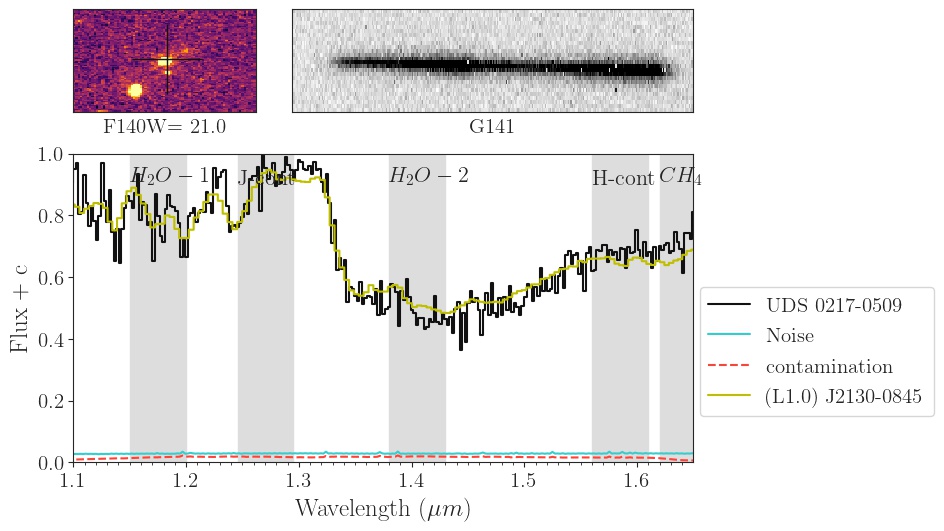 F140W= 21.0
G141
H₂O − 1
J-cont
H₂O − 2
H-cont
CH₄
1.0
0.8
0.6
0.4
0.2
0.0
Flux + c
1.1
1.2
1.3
1.4
1.5
1.6
Wavelength (μm)
UDS 0217-0509
Noise
contamination
(L1.0) J2130-0845